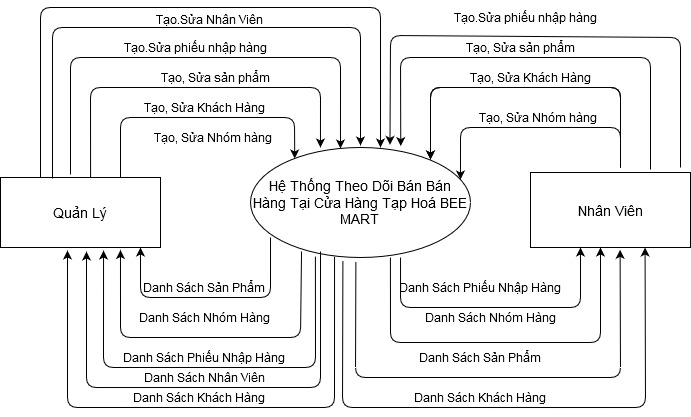 Tạo.Sửa Nhân Viên
Tạo.Sửa phiếu nhập hàng
Tạo, Sửa sản phẩm
Tạo, Sửa Khách Hàng
Tạo, Sửa Nhóm hàng
Tạo.Sửa phiếu nhập hàng
Tạo, Sửa sản phẩm
Tạo, Sửa Khách Hàng
Tạo, Sửa Nhóm hàng
Quản Lý
Hệ Thống Theo Dõi Bán Bán
Hàng Tại Cửa Hàng Tạp Hoá BEE
MART
Nhân Viên
Danh Sách Sản Phẩm
Danh Sách Nhóm Hàng
Danh Sách Phiếu Nhập Hàng
Danh Sách Nhân Viên
Danh Sách Khách Hàng
Danh Sách Phiếu Nhập Hàng
Danh Sách Nhóm Hàng
Danh Sách Sản Phẩm
Danh Sách Khách Hàng